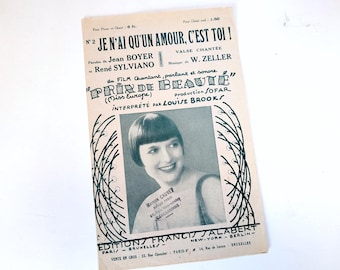 Nº 2 JE N'AI QU'UN AMOUR, C'EST TOI !
Paroles de Jean BOYER
et René SYLVIANO
VALSE CHANTÉE
Musique de W. ZELLER
du FILM Chantant, parlant et sonore
"PRIX DE BEAUTÉ"
(Miss Europe) production SOFAR
INTERPRÉTÉ PAR LOUISE BROOKS
EDITIONS FRANCIS SALABERT
PARIS - BRUXELLES - NEW-YORK - BERLIN